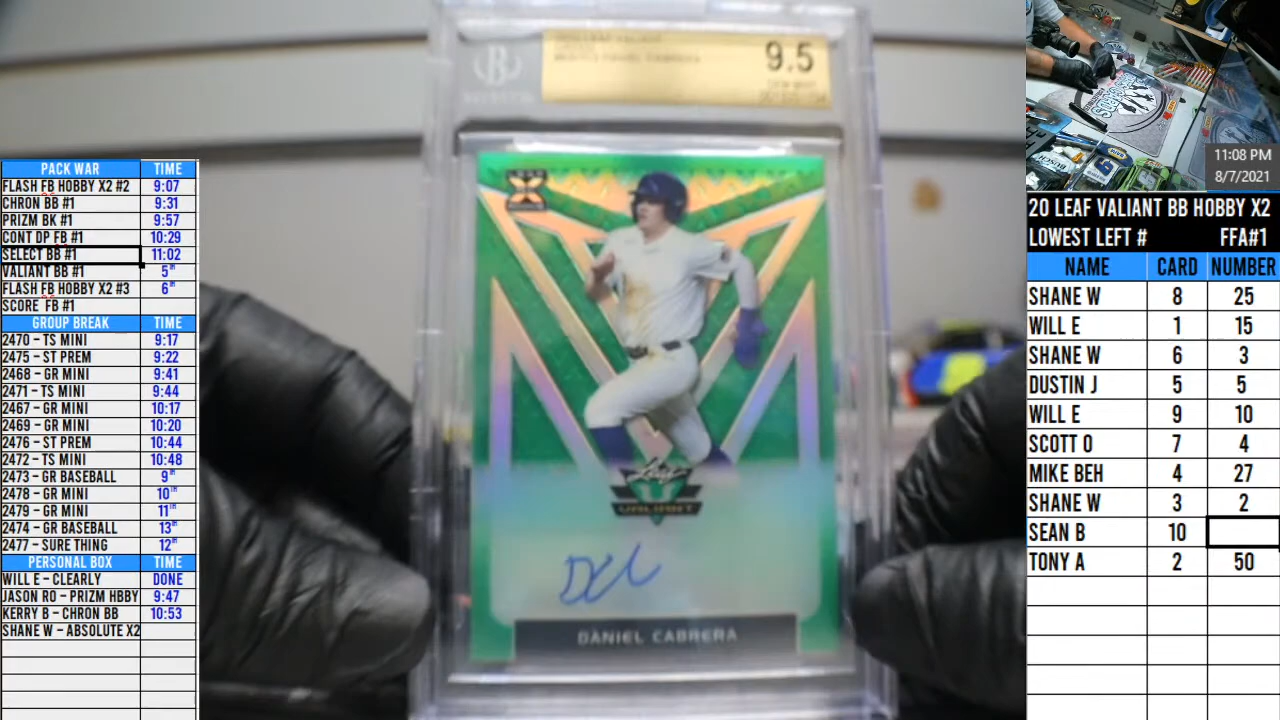 PACK WAR TIME
FLASH FB HOBBY X2 #2 9:07
CHRON BB #1 9:31
PRIZM BK #1 9:57
CONT DP FB #1 10:29
SELECT BB #1 11:02
VALIANT BB #1 5TH
FLASH FB HOBBY X2 #3 6TH
SCORE FB #1
GROUP BREAK TIME
2470 – TS MINI 9:17
2475 – ST PREM 9:22
2468 – GR MINI 9:41
2471 – TS MINI 9:44
2467 – GR MINI 10:17
2469 – GR MINI 10:20
2476 – ST PREM 10:44
2472 – TS MINI 10:48
2473 – GR BASEBALL 9TH
2478 – GR MINI 10TH
2479 – GR MINI 11TH
2474 – GR BASEBALL 13TH
2477 – SURE THING 12TH
PERSONAL BOX TIME
WILL E – CLEARLY DONE
JASON RO – PRIZM HBBY 9:47
KERRY B – CHRON BB 10:53
SHANE W – ABSOLUTE X2
9.5
Leaf
VALIANT
DANIEL CABRERA
11:08 PM
8/7/2021
20 LEAF VALIANT BB HOBBY X2
LOWEST LEFT # FFA#1
NAME CARD NUMBER
SHANE W 8 25
WILL E 1 15
SHANE W 6 3
DUSTIN J 5 5
WILL E 9 10
SCOTT O 7 4
MIKE BEH 4 27
SHANE W 3 2
SEAN B 10
TONY A 2 50